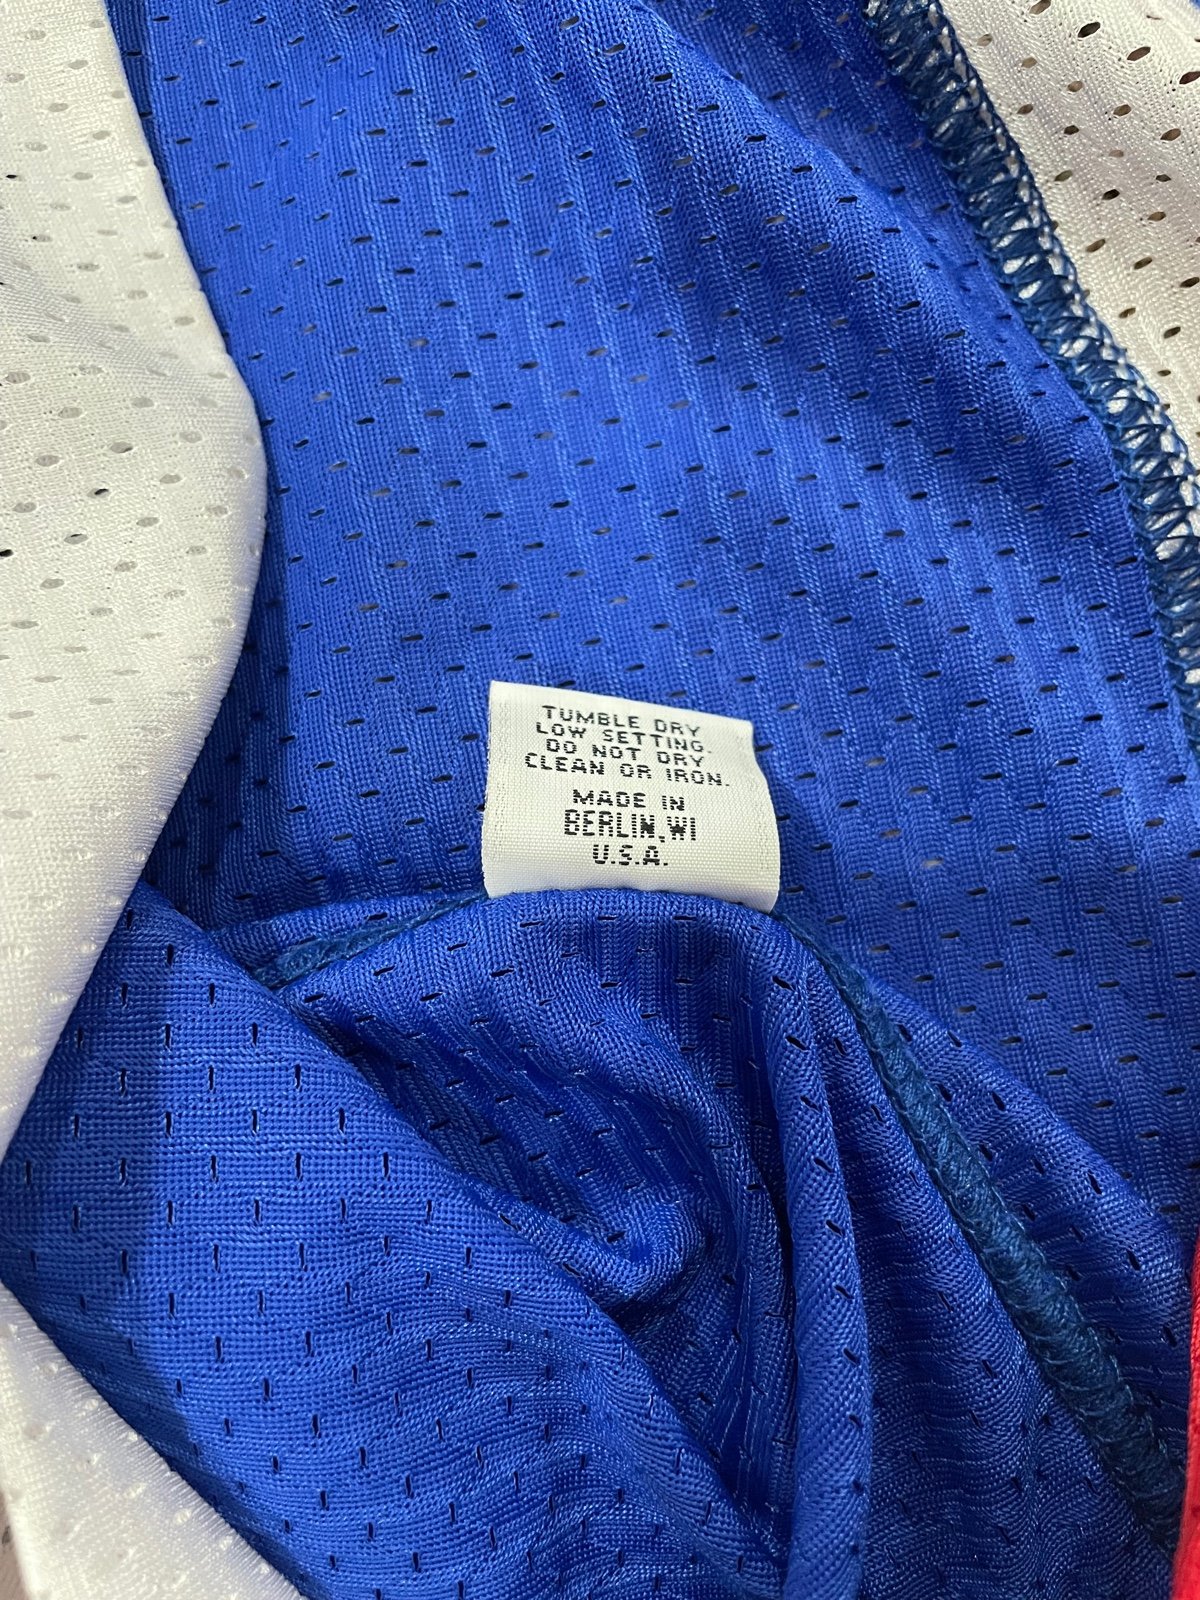 TUMBLE DRY
LOW SETTING.
DO NOT DRY
CLEAN OR IRON.
MADE IN
BERLIN, WI
U.S.A.